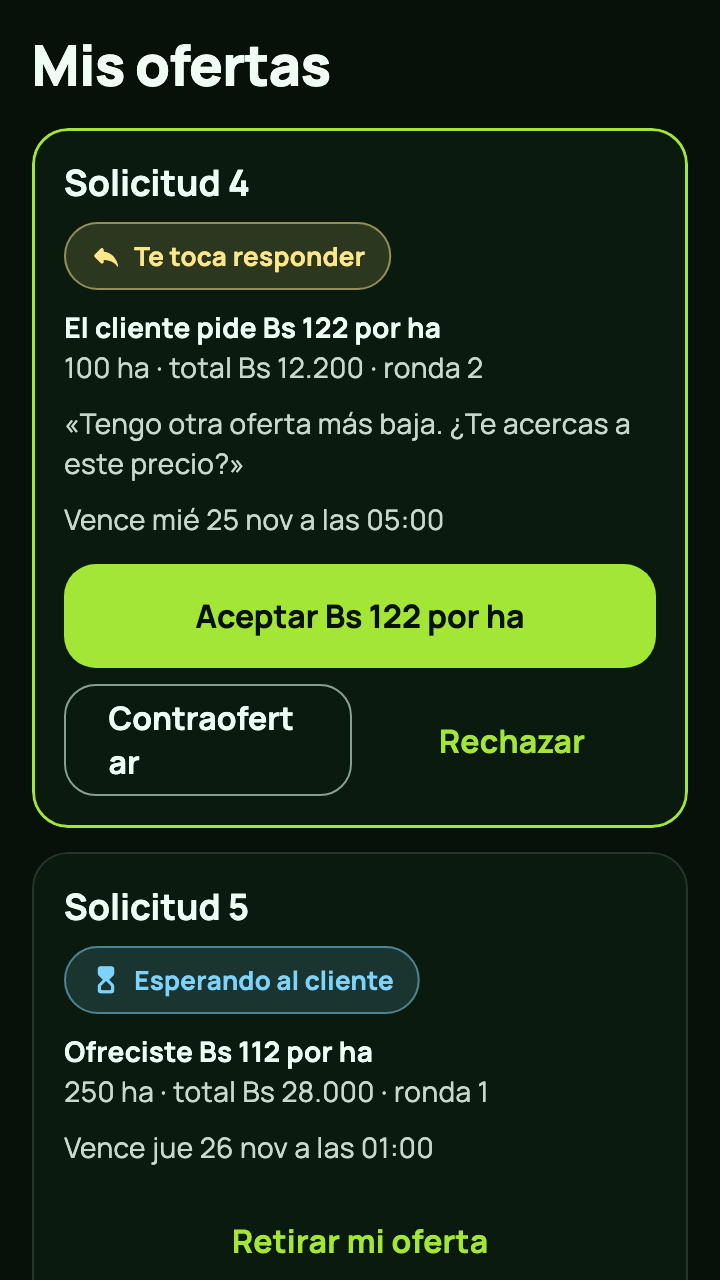 Mis ofertas
Solicitud 4
Te toca responder
El cliente pide Bs 122 por ha
100 ha · total Bs 12.200 · ronda 2
«Tengo otra oferta más baja. ¿Te acercas a
este precio?»
Vence mié 25 nov a las 05:00
Aceptar Bs 122 por ha
Contraofert
ar
Rechazar
Solicitud 5
Esperando al cliente
Ofreciste Bs 112 por ha
250 ha · total Bs 28.000 · ronda 1
Vence jue 26 nov a las 01:00
Retirar mi oferta